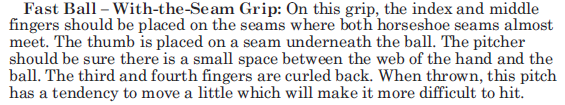 Fast Ball – With-the-Seam Grip: On this grip, the index and middle
fingers should be placed on the seams where both horseshoe seams almost
meet. The thumb is placed on a seam underneath the ball. The pitcher
should be sure there is a small space between the web of the hand and the
ball. The third and fourth fingers are curled back. When thrown, this pitch
has a tendency to move a little which will make it more difficult to hit.